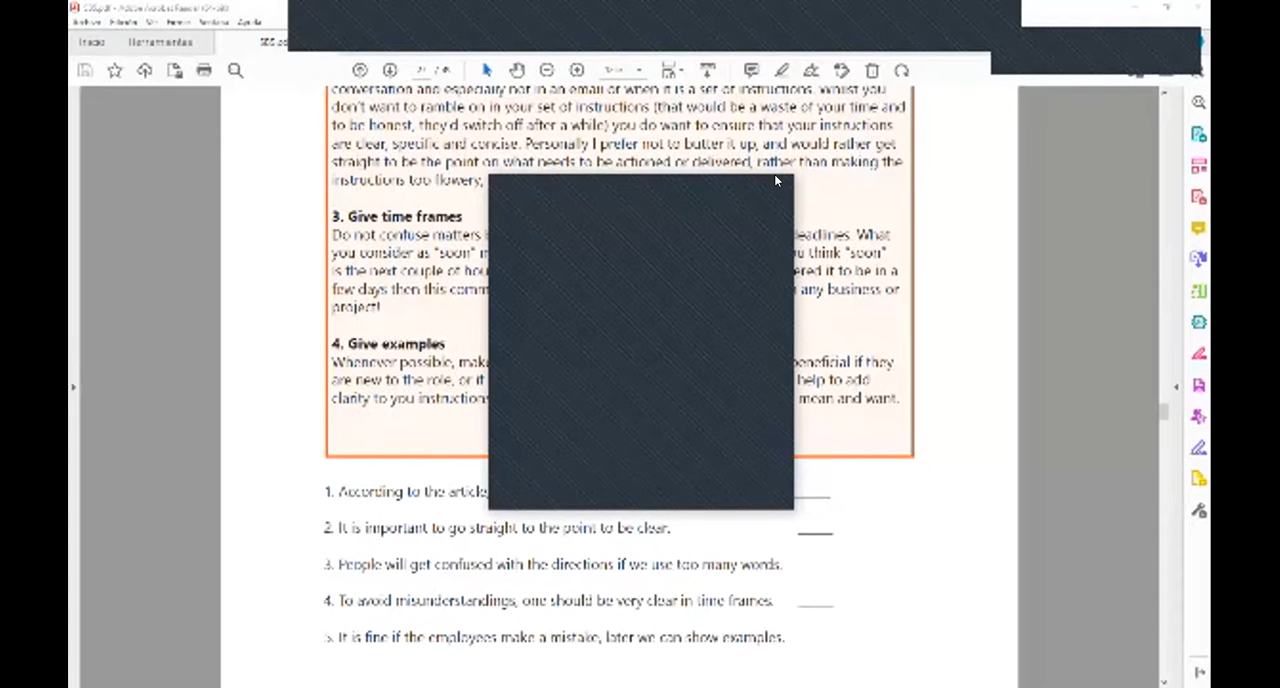 Inicio Herramientas
conversation and especially not in an email or when it is a set of instructions. Whilst you
don't want to ramble on in your set of instructions (that would be a waste of your time and
to be honest, they'd switch off after a while) you do want to ensure that your instructions
are clear, specific and concise. Personally I prefer not to butter it up, and would rather get
straight to be the point on what needs to be actioned or delivered, rather than making the
instructions too flowery,
3. Give time frames
Do not confuse matters deadlines. What
you consider as "soon" you think "soon"
is the next couple of in a
few days then this any business or
project!
4. Give examples
Whenever possible, beneficial if they
are new to the role, or if help to add
clarity to you instructions mean and want.
1. According to the article,
2. It is important to go straight to the point to be clear.
3. People will get confused with the directions if we use too many words.
4. To avoid misunderstandings, one should be very clear in time frames.
5. It is fine if the employees make a mistake, later we can show examples.